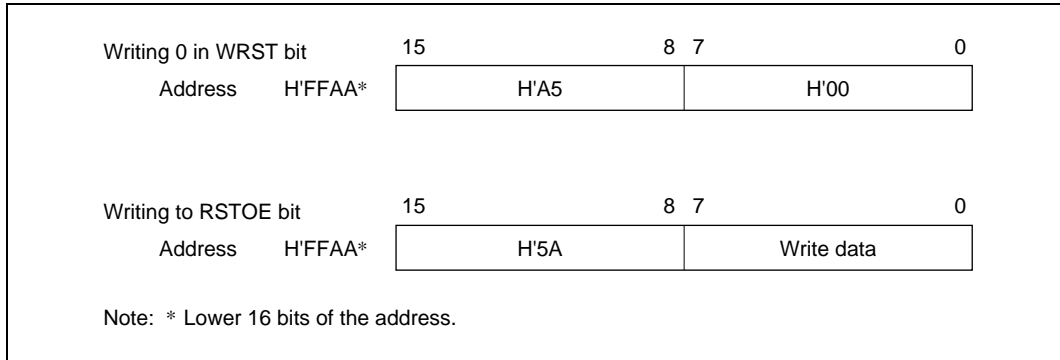 Writing 0 in WRST bit 15 8 7 0
Address H'FFAA* H'A5 H'00
Writing to RSTOE bit 15 8 7 0
Address H'FFAA* H'5A Write data
Note: * Lower 16 bits of the address.